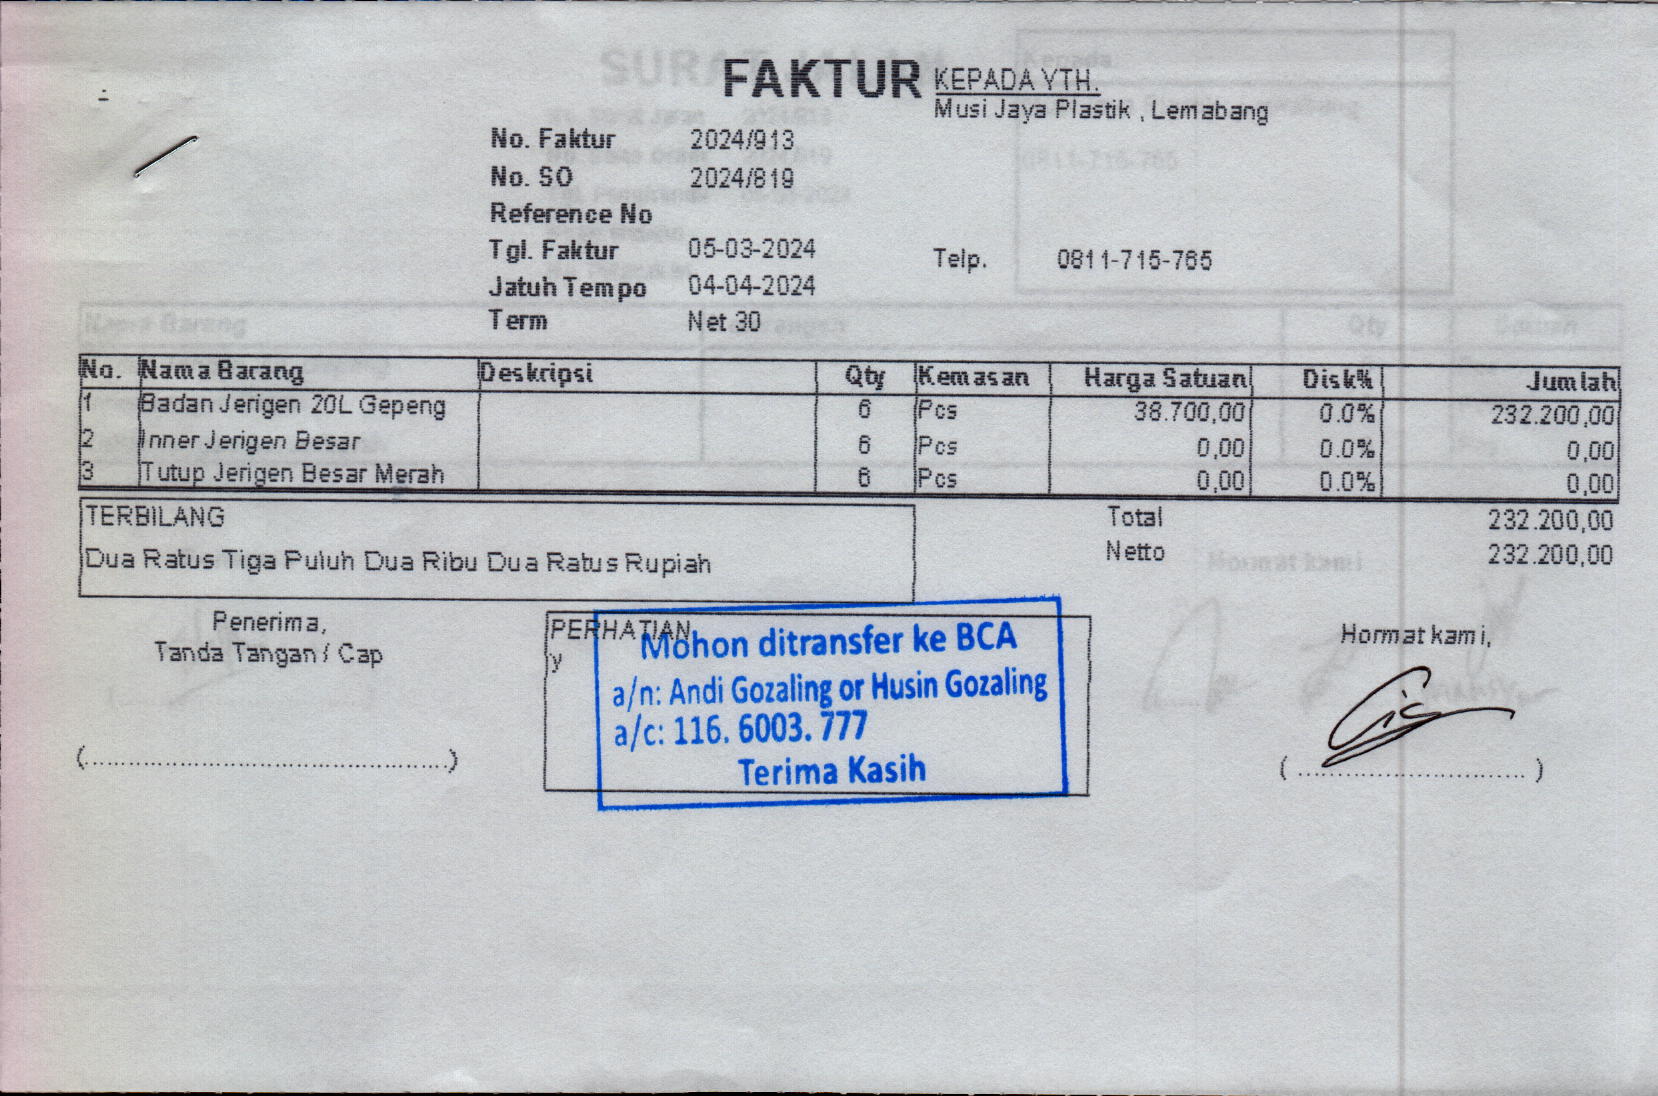 FAKTUR
KEPADA YTH.
Musi Jaya Plastik , Lemabang
No. Faktur 2024/913
No. SO 2024/819
Reference No
Tgl. Faktur 05-03-2024
Telp. 0811-715-765
Jatuh Tempo 04-04-2024
Term Net 30
No. Nama Barang Deskripsi Qty Kemasan Harga Satuan Disk% Jumlah
1 Badan Jerigen 20L Gepeng 6 Pcs 38.700,00 0.0% 232.200,00
2 Inner Jerigen Besar 6 Pcs 0,00 0.0% 0,00
3 Tutup Jerigen Besar Merah 6 Pcs 0,00 0.0% 0,00
TERBILANG
Dua Ratus Tiga Puluh Dua Ribu Dua Ratus Rupiah
Total 232.200,00
Netto 232.200,00
Penerima,
Tanda Tangan / Cap
(..............................................)
PERHATIAN
y
Mohon ditransfer ke BCA
a/n: Andi Gozaling or Husin Gozaling
a/c: 116. 6003. 777
Terima Kasih
Hormat kami,
( ............................. )